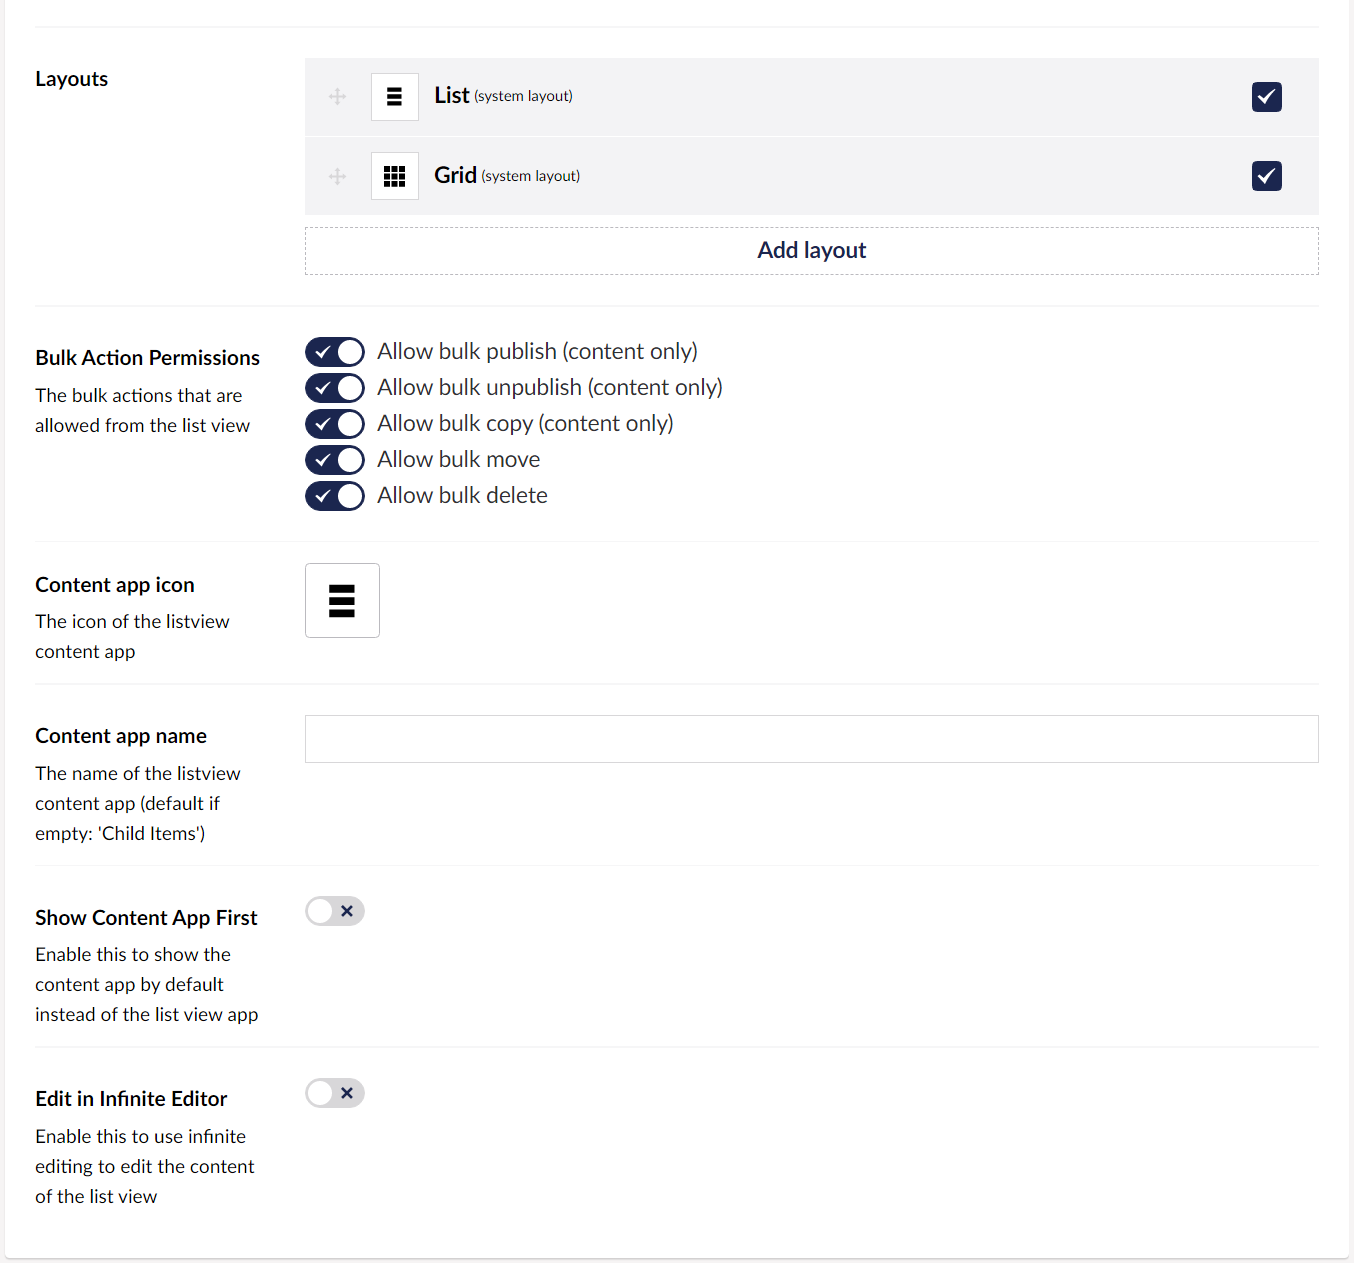 Layouts
List (system layout)
Grid (system layout)
Add layout
Bulk Action Permissions
The bulk actions that are
allowed from the list view
Allow bulk publish (content only)
Allow bulk unpublish (content only)
Allow bulk copy (content only)
Allow bulk move
Allow bulk delete
Content app icon
The icon of the listview
content app
Content app name
The name of the listview
content app (default if
empty: 'Child Items')
Show Content App First
Enable this to show the
content app by default
instead of the list view app
Edit in Infinite Editor
Enable this to use infinite
editing to edit the content
of the list view